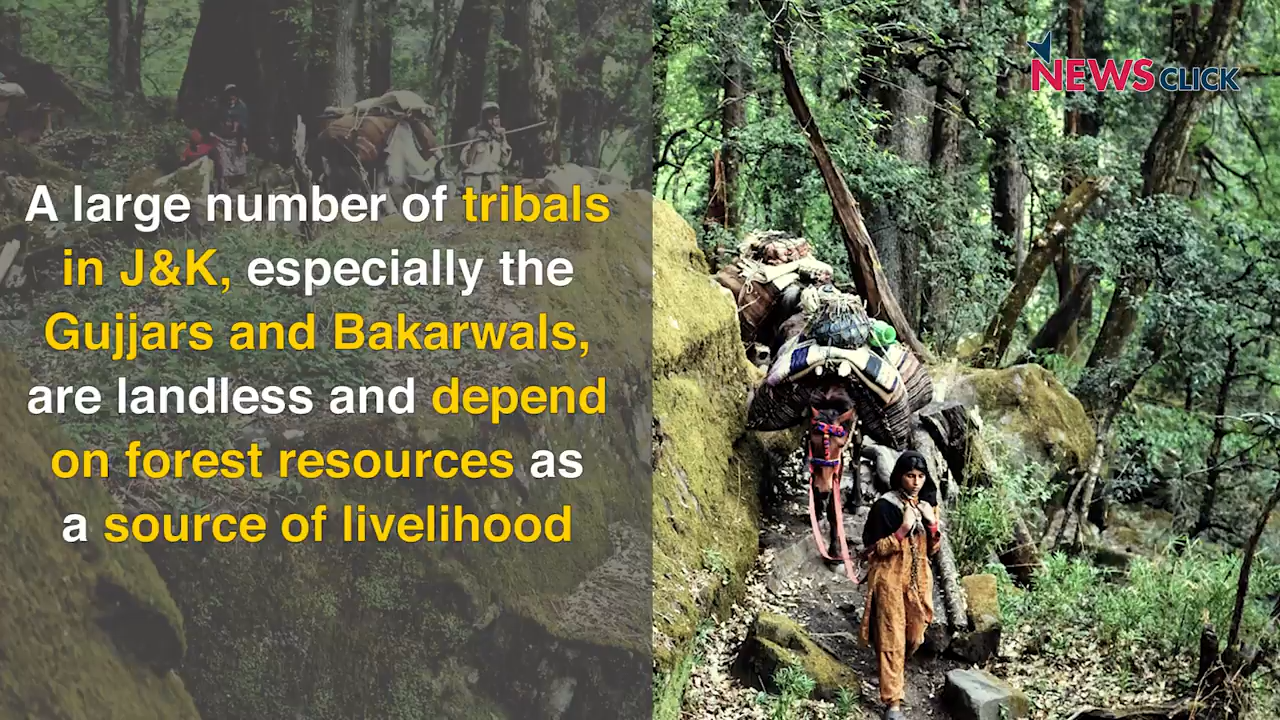 NEWSCLICK
A large number of tribals
in J&K, especially the
Gujjars and Bakarwals,
are landless and depend
on forest resources as
a source of livelihood